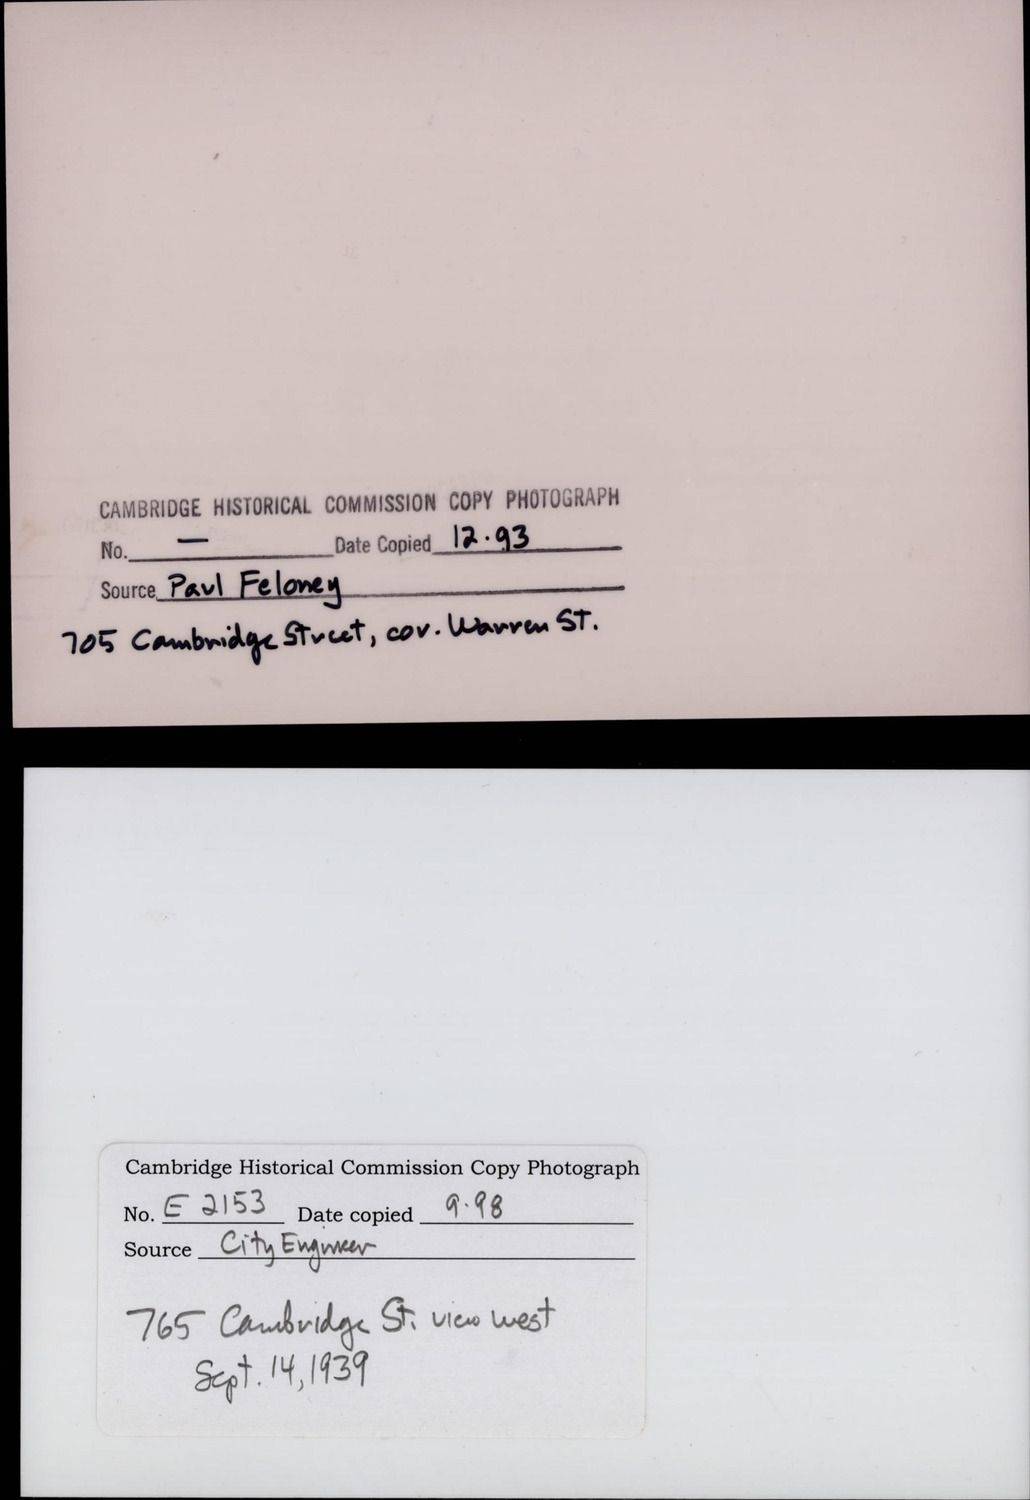 CAMBRIDGE HISTORICAL COMMISSION COPY PHOTOGRAPH
No. — Date Copied 12.93
Source Paul Feloney
705 Cambridge Street, cor. Warren St.
Cambridge Historical Commission Copy Photograph
No. E 2153 Date copied 9.98
Source City Engineer
765 Cambridge St. view west
Sept. 14, 1939